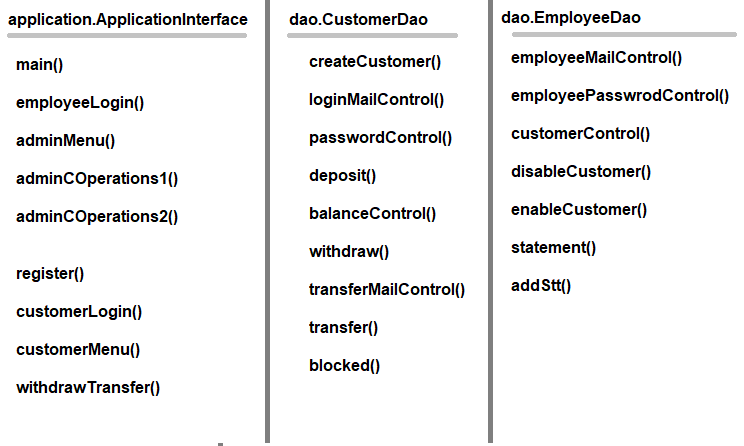 application.ApplicationInterface
main()
employeeLogin()
adminMenu()
adminCOperations1()
adminCOperations2()
register()
customerLogin()
customerMenu()
withdrawTransfer()
dao.CustomerDao
createCustomer()
loginMailControl()
passwordControl()
deposit()
balanceControl()
withdraw()
transferMailControl()
transfer()
blocked()
dao.EmployeeDao
employeeMailControl()
employeePasswrodControl()
customerControl()
disableCustomer()
enableCustomer()
statement()
addStt()